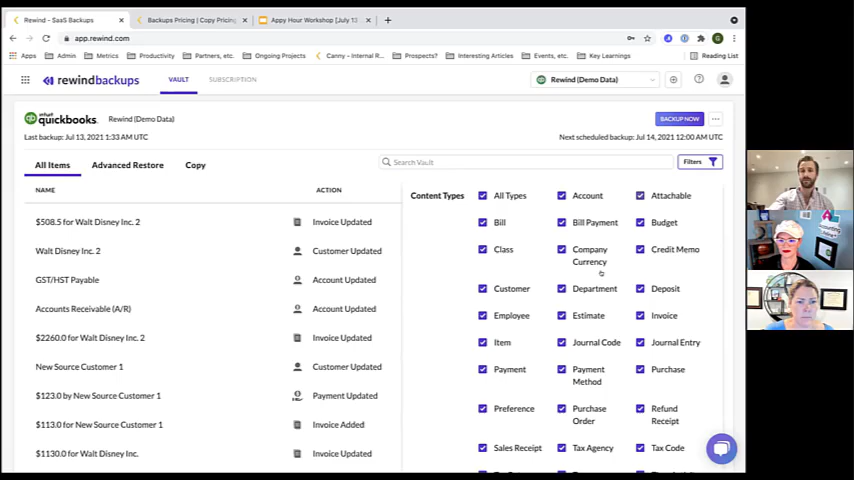 Rewind - SaaS Backups
Backups Pricing | Copy Pricing
Appy Hour Workshop [July 13
app.rewind.com
G
Apps
Admin
Metrics
Productivity
Partners, etc.
Ongoing Projects
Canny - Internal R...
Prospects?
Interesting Articles
Events, etc.
Key Learnings
Reading List
rewindbackups
VAULT
SUBSCRIPTION
Rewind (Demo Data)
intuit
quickbooks.
Rewind (Demo Data)
BACKUP NOW
Last backup: Jul 13, 2021 1:33 AM UTC
Next scheduled backup: Jul 14, 2021 12:00 AM UTC
All Items
Advanced Restore
Copy
Search Vault
Filters
NAME
ACTION
$508.5 for Walt Disney Inc. 2
Invoice Updated
Walt Disney Inc. 2
Customer Updated
GST/HST Payable
Account Updated
Accounts Receivable (A/R)
Account Updated
$2260.0 for Walt Disney Inc. 2
Invoice Updated
New Source Customer 1
Customer Updated
$123.0 by New Source Customer 1
Payment Updated
$113.0 for New Source Customer 1
Invoice Added
$1130.0 for Walt Disney Inc.
Invoice Updated
Content Types
All Types
Account
Attachable
Bill
Bill Payment
Budget
Class
Company
Currency
Credit Memo
Customer
Department
Deposit
Employee
Estimate
Invoice
Item
Journal Code
Journal Entry
Payment
Payment
Method
Purchase
Preference
Purchase
Order
Refund
Receipt
Sales Receipt
Tax Agency
Tax Code